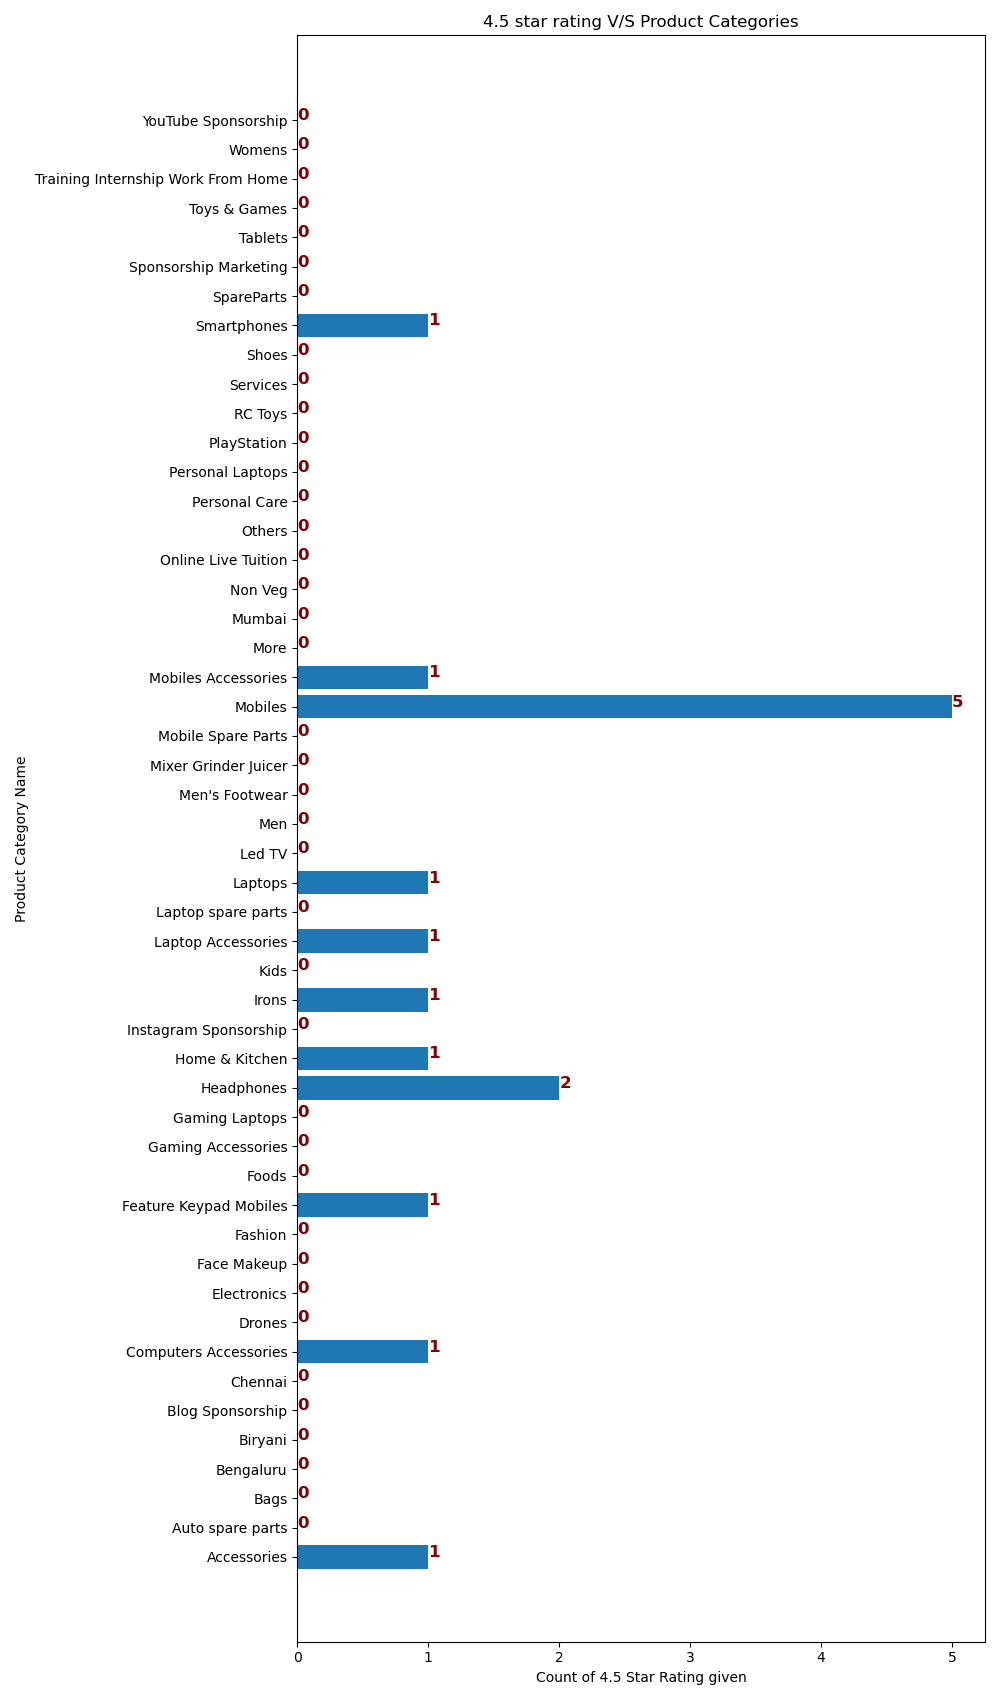 4.5 star rating V/S Product Categories
YouTube Sponsorship 0
Womens 0
Training Internship Work From Home 0
Toys & Games 0
Tablets 0
Sponsorship Marketing 0
SpareParts 0
Smartphones 1
Shoes 0
Services 0
RC Toys 0
PlayStation 0
Personal Laptops 0
Personal Care 0
Others 0
Online Live Tuition 0
Non Veg 0
Mumbai 0
More 0
Mobiles Accessories 1
Mobiles 5
Mobile Spare Parts 0
Mixer Grinder Juicer 0
Men's Footwear 0
Men 0
Led TV 0
Laptops 1
Laptop spare parts 0
Laptop Accessories 1
Kids 0
Irons 1
Instagram Sponsorship 0
Home & Kitchen 1
Headphones 2
Gaming Laptops 0
Gaming Accessories 0
Foods 0
Feature Keypad Mobiles 1
Fashion 0
Face Makeup 0
Electronics 0
Drones 0
Computers Accessories 1
Chennai 0
Blog Sponsorship 0
Biryani 0
Bengaluru 0
Bags 0
Auto spare parts 0
Accessories 1
Product Category Name
0 1 2 3 4 5
Count of 4.5 Star Rating given